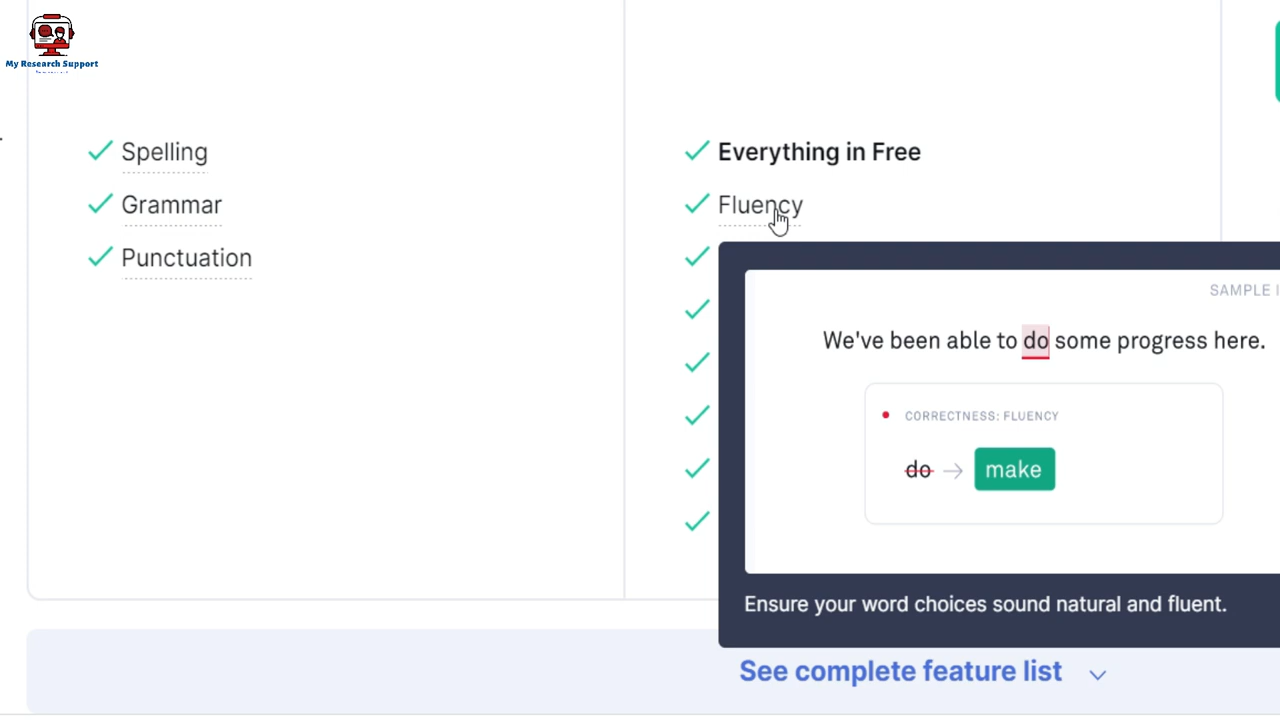 My Research Support
Spelling
Grammar
Punctuation
Everything in Free
Fluency
SAMPLE
We've been able to do some progress here.
CORRECTNESS: FLUENCY
do → make
Ensure your word choices sound natural and fluent.
See complete feature list